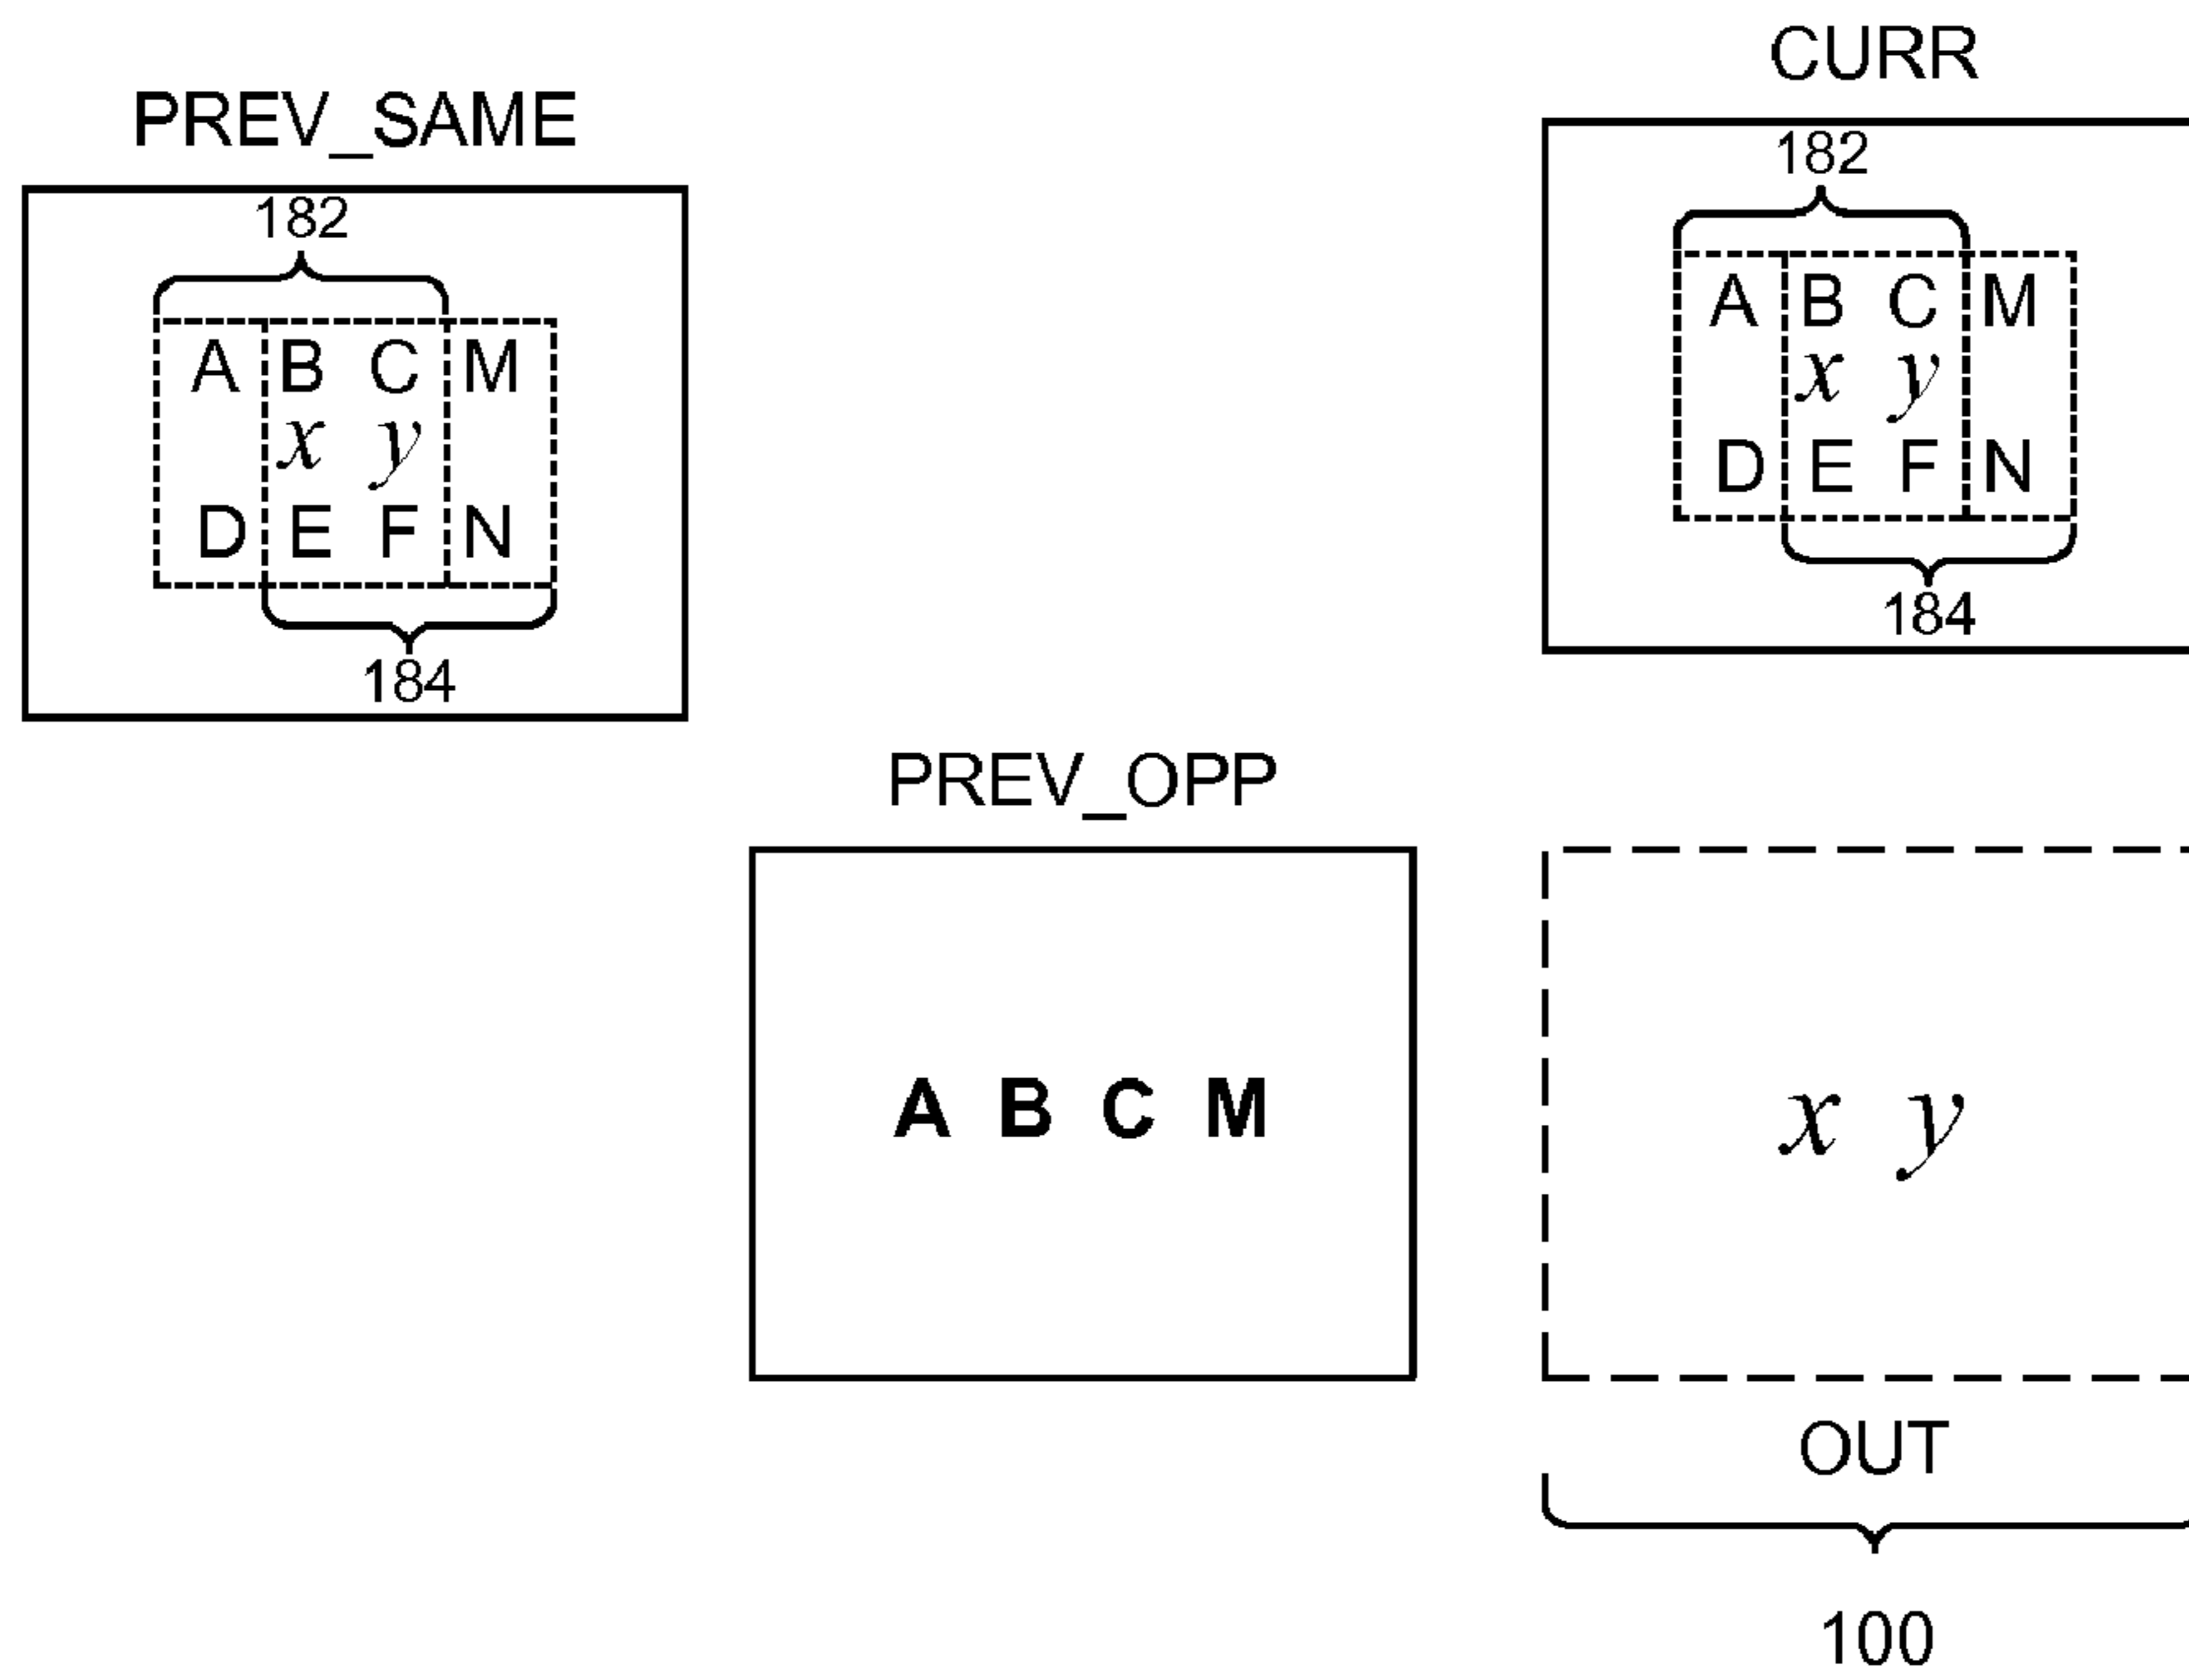 PREV_SAME
182
A B C M
x y
D E F N
184
CURR
182
A B C M
x y
D E F N
184
PREV_OPP
A B C M
x y
OUT
100